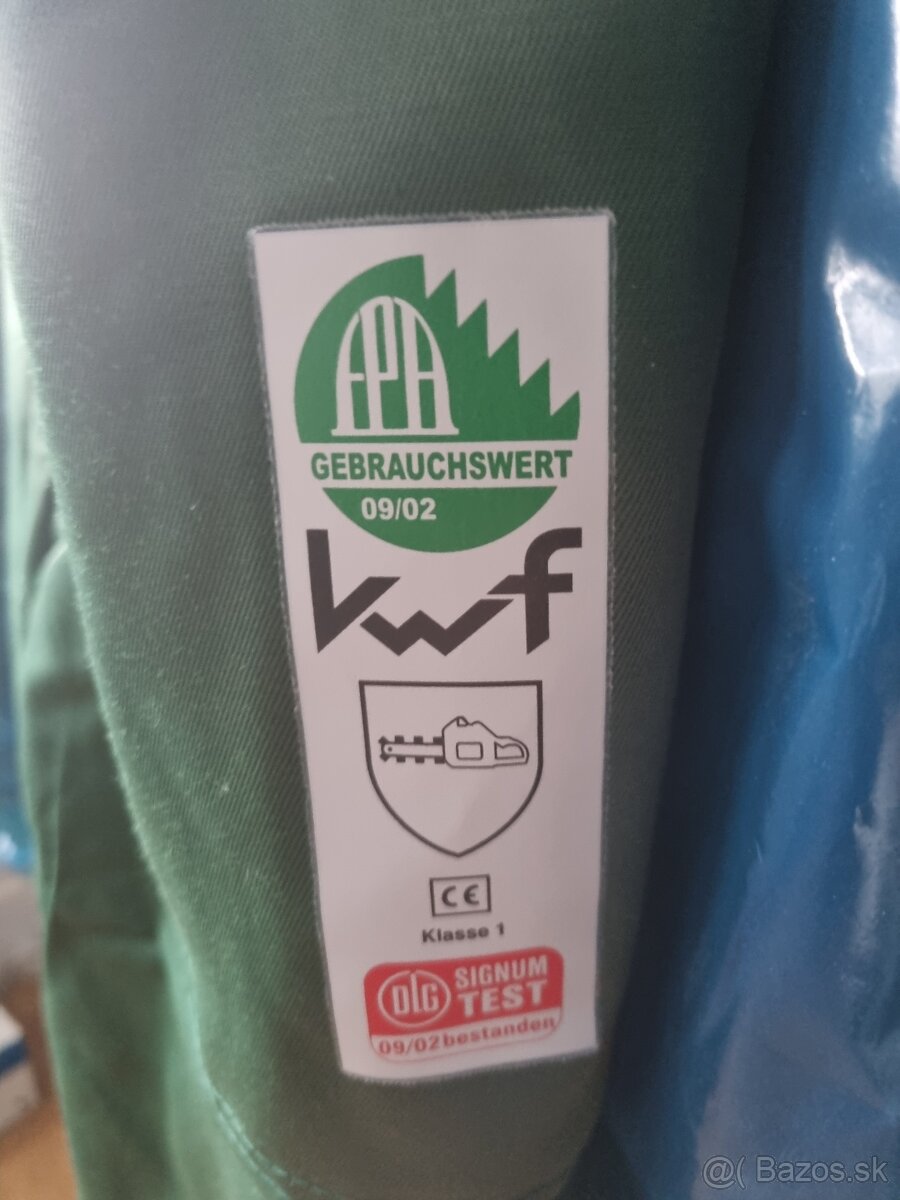 FPA
GEBRAUCHSWERT
09/02
kwf
CE
Klasse 1
DLG
SIGNUM
TEST
09/02 bestanden
@( Bazos.sk